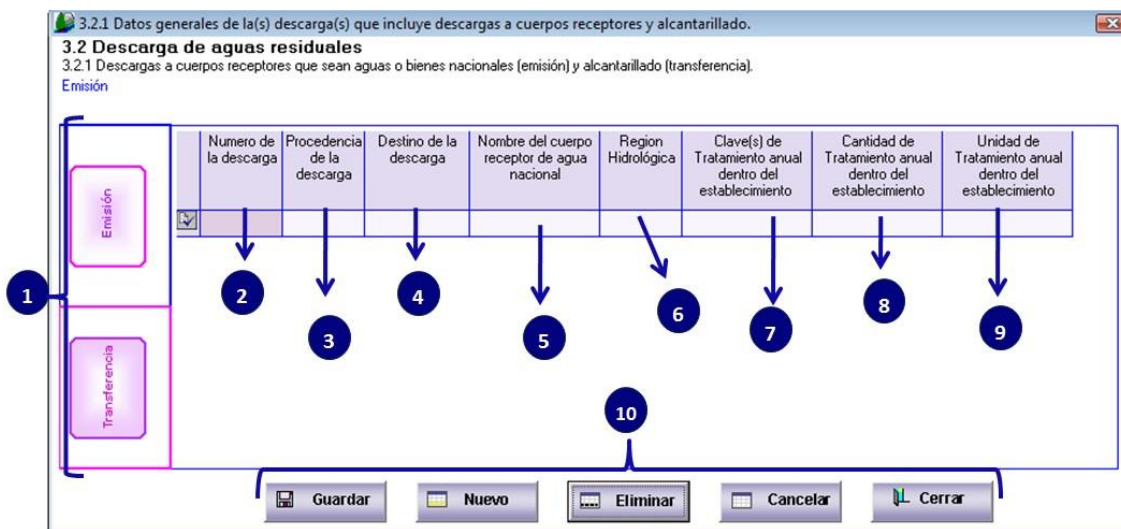 3.2.1 Datos generales de la(s) descarga(s) que incluye descargas a cuerpos receptores y alcantarillado.
3.2 Descarga de aguas residuales
3.2.1 Descargas a cuerpos receptores que sean aguas o bienes nacionales (emisión) y alcantarillado (transferencia).
Emisión
Numero de
la descarga
Procedencia
de la
descarga
Destino de la
descarga
Nombre del cuerpo
receptor de agua
nacional
Region
Hidrológica
Clave(s) de
Tratamiento anual
dentro del
establecimiento
Cantidad de
Tratamiento anual
dentro del
establecimiento
Unidad de
Tratamiento anual
dentro del
establecimiento
Emisión
Transferencia
1
2
3
4
5
6
7
8
9
10
Guardar
Nuevo
Eliminar
Cancelar
Cerrar